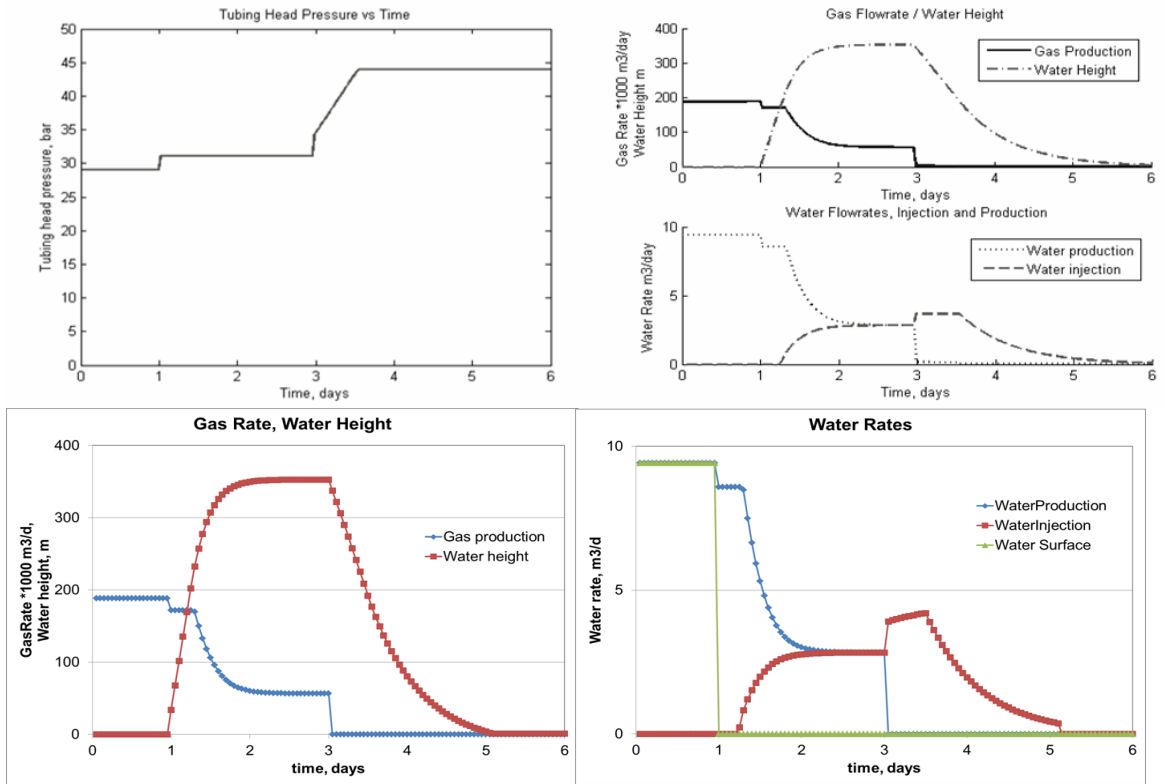 Tubing Head Pressure vs Time
50
45
40
35
30
25
20
15
10
5
0
Tubing head pressure, bar
0 1 2 3 4 5 6
Time, days
Gas Flowrate / Water Height
400
300
200
100
0
Gas Rate *1000 m3/day
Water Height m
Gas Production
Water Height
0 1 2 3 4 5 6
Time, days
Water Flowrates, Injection and Production
10
5
0
Water Rate m3/day
Water production
Water injection
0 1 2 3 4 5 6
Time, days
Gas Rate, Water Height
400
300
200
100
0
GasRate *1000 m3/d,
Water height, m
Gas production
Water height
0 1 2 3 4 5 6
time, days
Water Rates
10
5
0
Water rate, m3/d
WaterProduction
WaterInjection
Water Surface
0 1 2 3 4 5 6
time, days